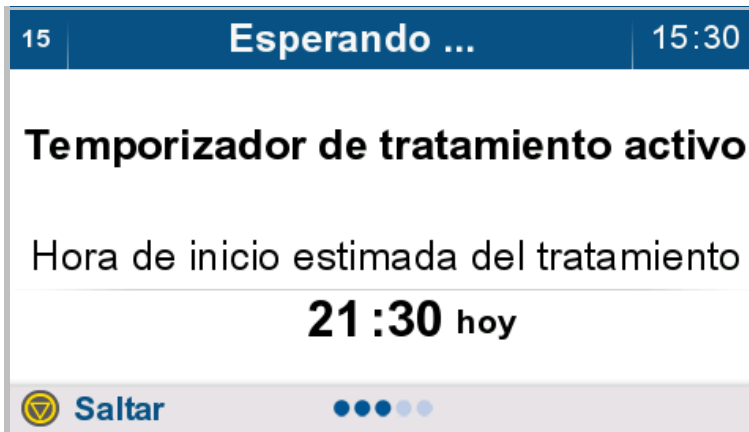 15 Esperando ... 15:30
Temporizador de tratamiento activo
Hora de inicio estimada del tratamiento
21:30 hoy
Saltar